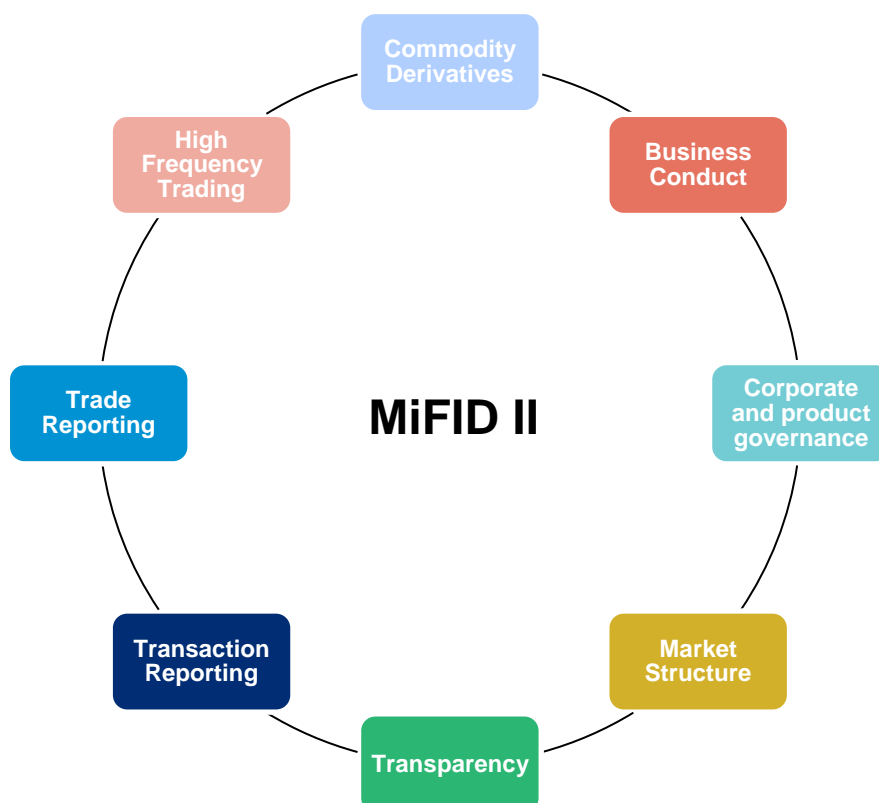 Commodity
Derivatives
Business
Conduct
Corporate
and product
governance
Market
Structure
Transparency
Transaction
Reporting
Trade
Reporting
High
Frequency
Trading
MiFID II